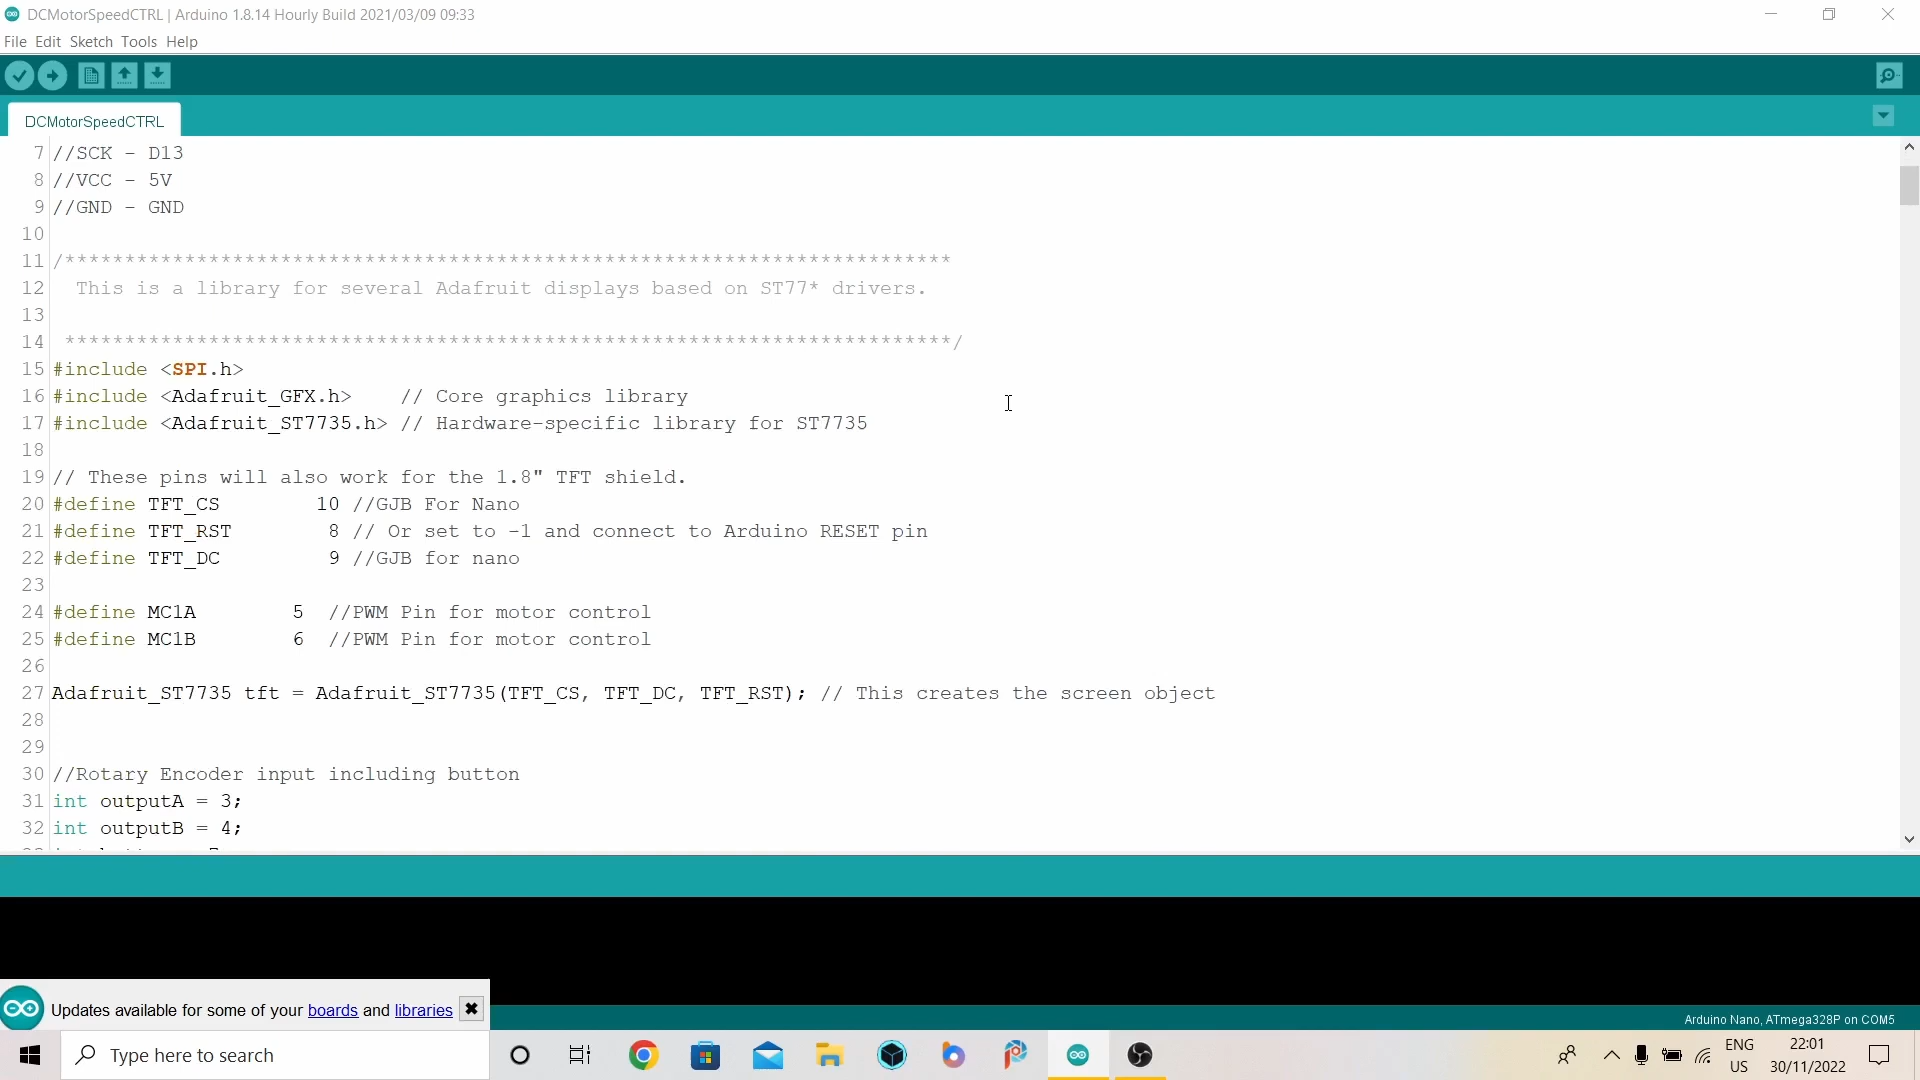 DCMotorSpeedCTRL | Arduino 1.8.14 Hourly Build 2021/03/09 09:33
File Edit Sketch Tools Help
DCMotorSpeedCTRL
7 //SCK - D13
8 //VCC - 5V
9 //GND - GND
10
11 /**************************************************************************
12 This is a library for several Adafruit displays based on ST77* drivers.
13
14 **************************************************************************/
15 #include <SPI.h>
16 #include <Adafruit_GFX.h> // Core graphics library
17 #include <Adafruit_ST7735.h> // Hardware-specific library for ST7735
18
19 // These pins will also work for the 1.8" TFT shield.
20 #define TFT_CS 10 //GJB For Nano
21 #define TFT_RST 8 // Or set to -1 and connect to Arduino RESET pin
22 #define TFT_DC 9 //GJB for nano
23
24 #define MC1A 5 //PWM Pin for motor control
25 #define MC1B 6 //PWM Pin for motor control
26
27 Adafruit_ST7735 tft = Adafruit_ST7735(TFT_CS, TFT_DC, TFT_RST); // This creates the screen object
28
29
30 //Rotary Encoder input including button
31 int outputA = 3;
32 int outputB = 4;
Updates available for some of your boards and libraries
Arduino Nano, ATmega328P on COM5
Type here to search
ENG
US
22:01
30/11/2022